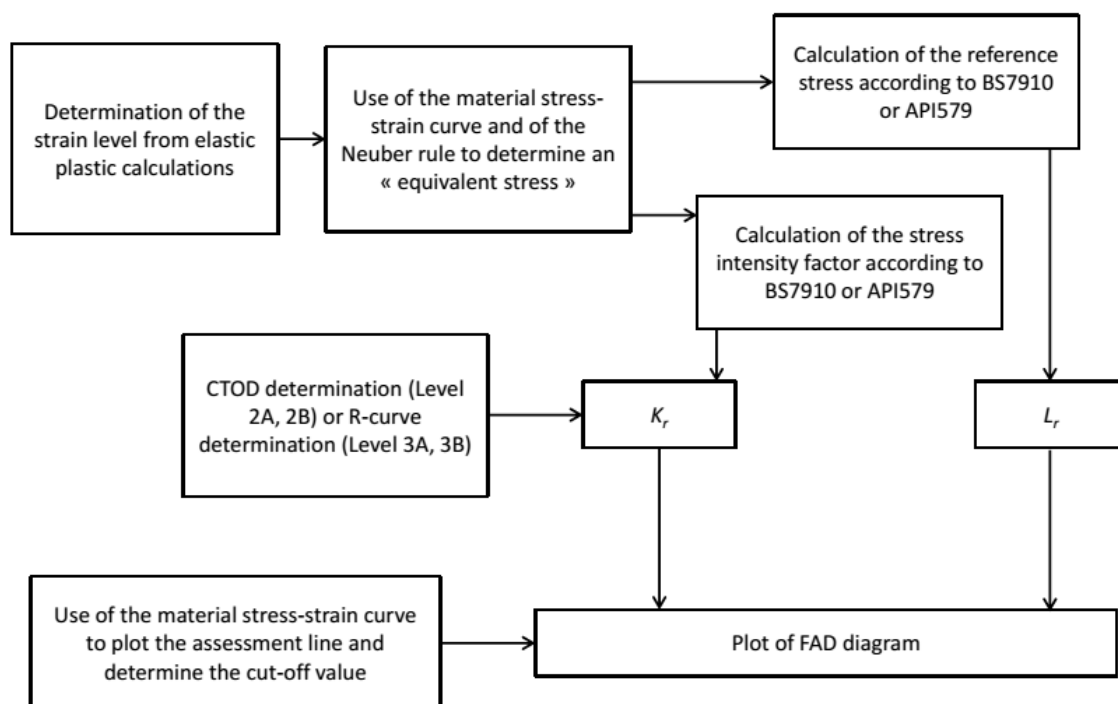 Determination of the
strain level from elastic
plastic calculations
Use of the material stress-
strain curve and of the
Neuber rule to determine an
« equivalent stress »
Calculation of the reference
stress according to BS7910
or API579
Calculation of the stress
intensity factor according to
BS7910 or API579
CTOD determination (Level
2A, 2B) or R-curve
determination (Level 3A, 3B)
Kr
Lr
Use of the material stress-strain curve
to plot the assessment line and
determine the cut-off value
Plot of FAD diagram